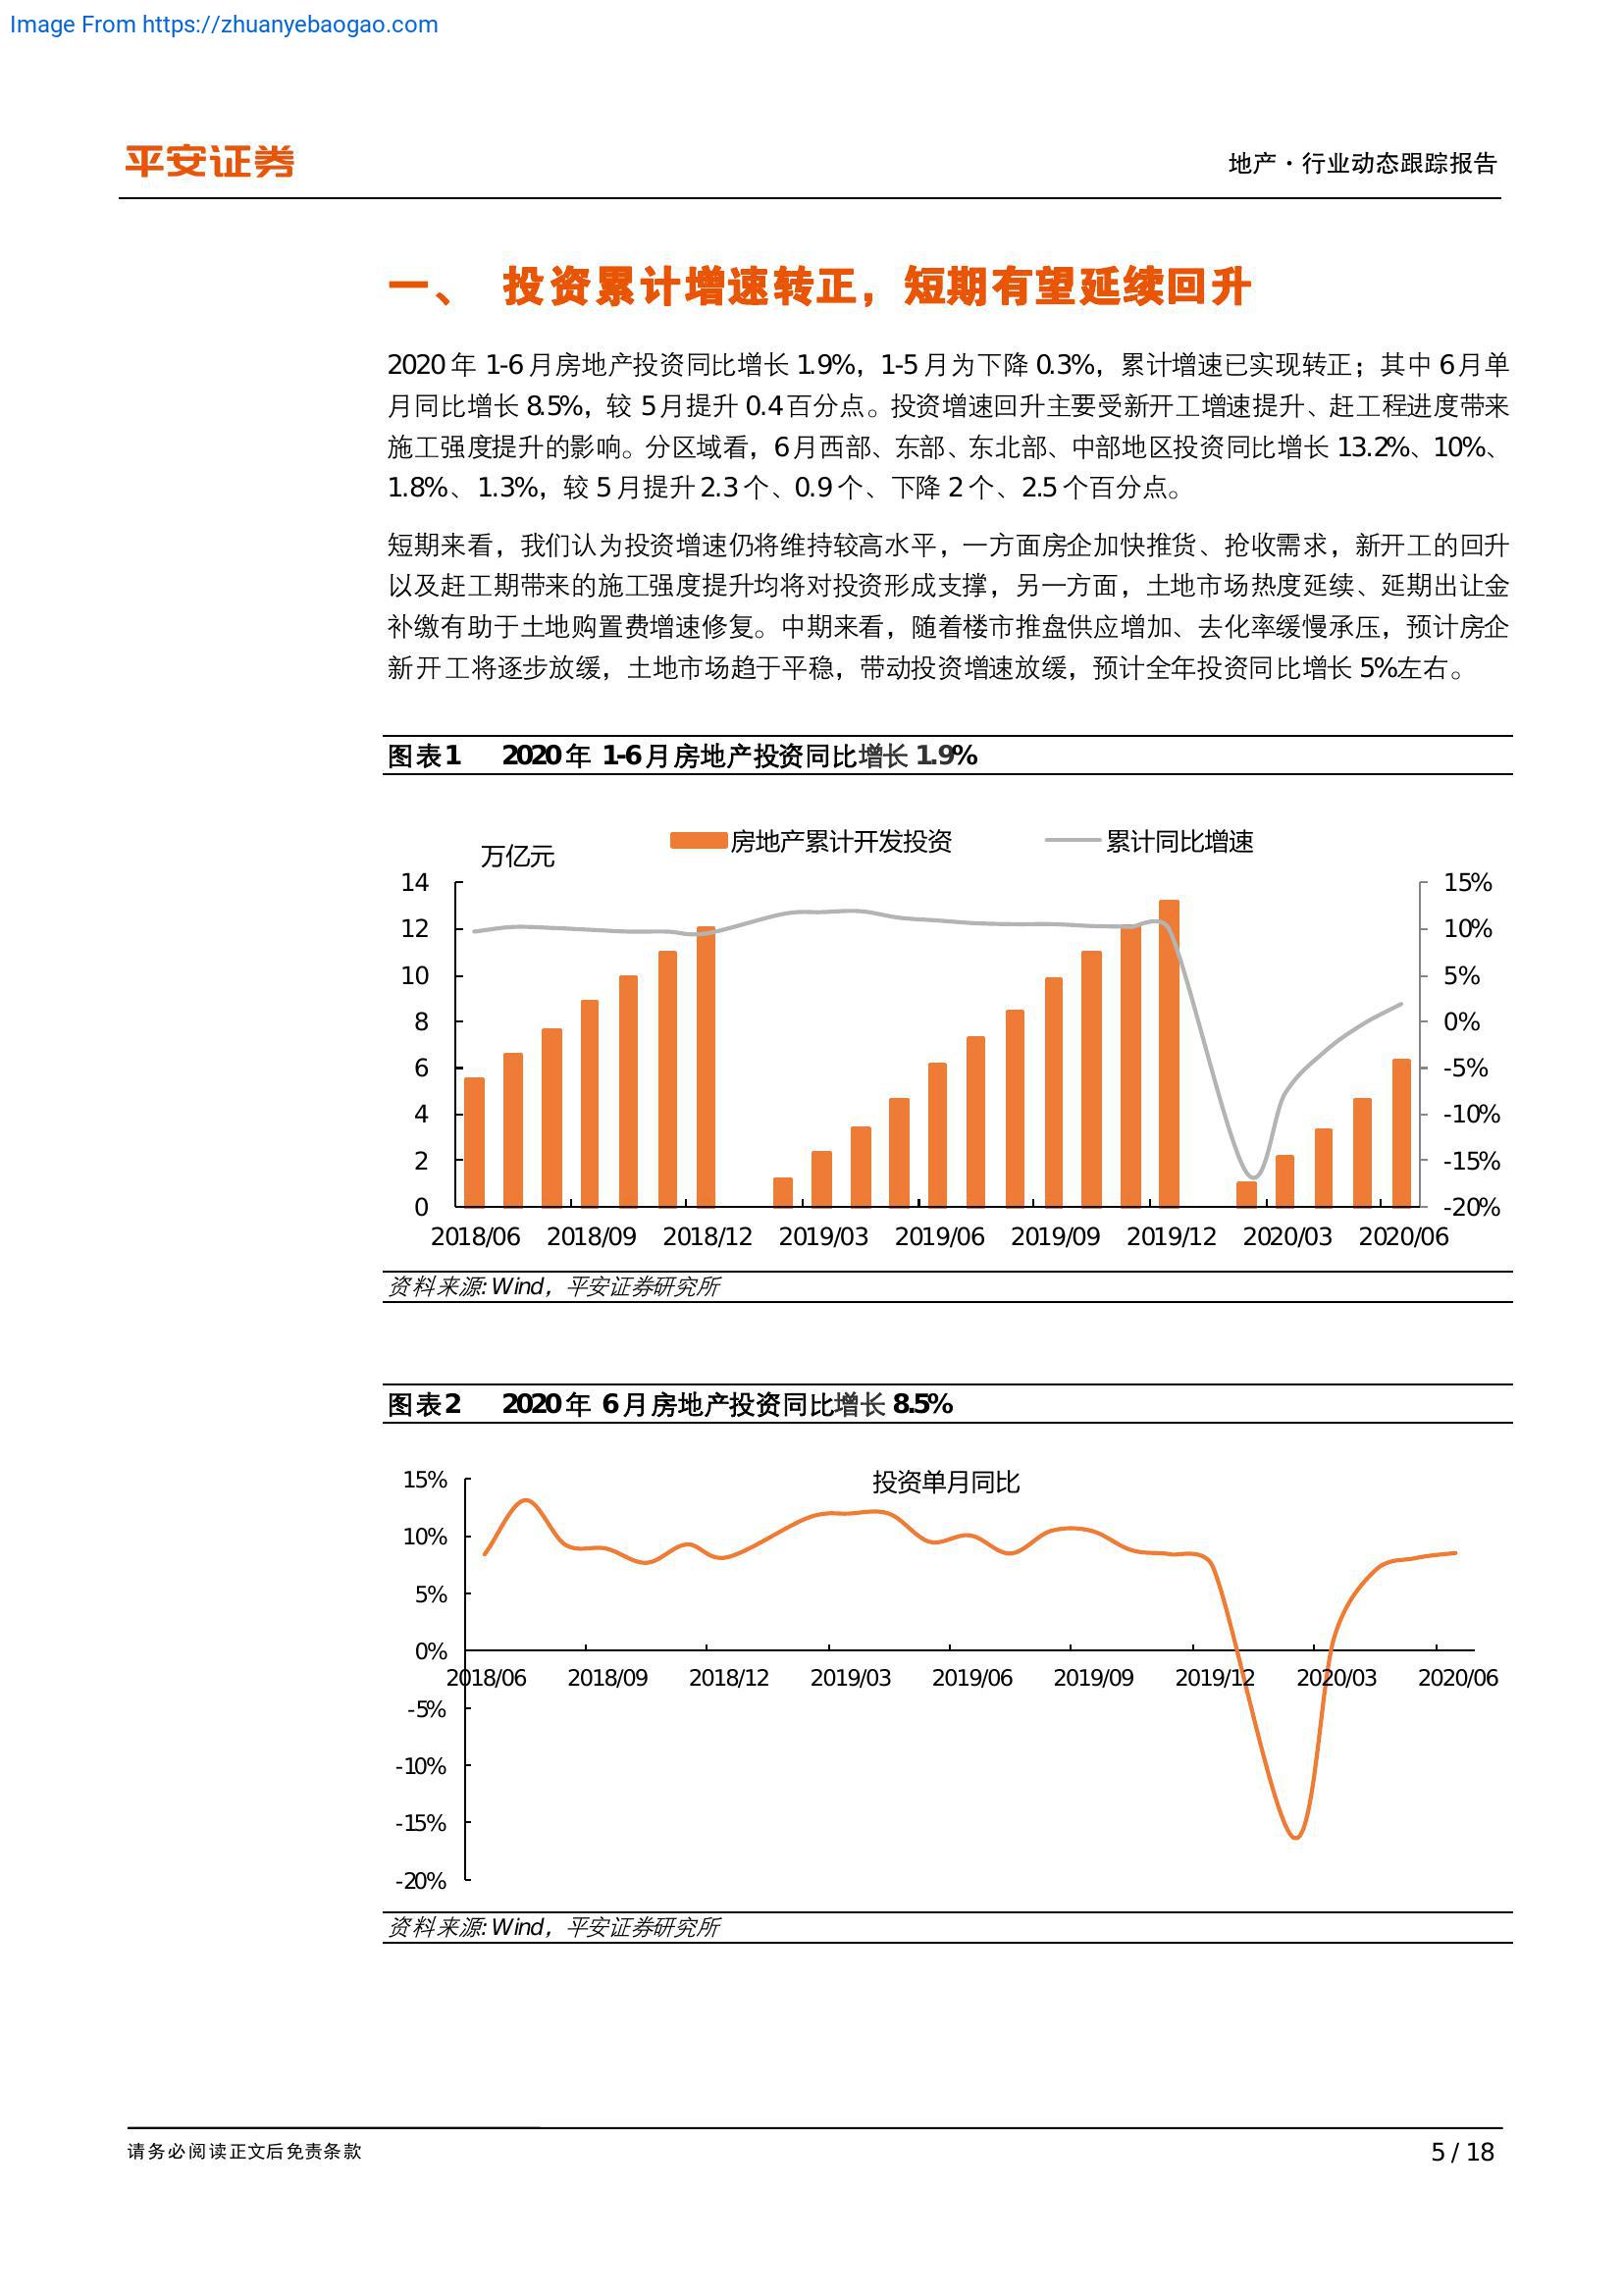 Image From https://zhuanyebaogao.com
平安证券
地产·行业动态跟踪报告
一、 投资累计增速转正，短期有望延续回升
2020 年 1-6 月房地产投资同比增长 1.9%，1-5 月为下降 0.3%，累计增速已实现转正；其中 6 月单
月同比增长 8.5%，较 5 月提升 0.4 百分点。投资增速回升主要受新开工增速提升、赶工程进度带来
施工强度提升的影响。分区域看，6 月西部、东部、东北部、中部地区投资同比增长 13.2%、10%、
1.8%、1.3%，较 5 月提升 2.3 个、0.9 个、下降 2 个、2.5 个百分点。
短期来看，我们认为投资增速仍将维持较高水平，一方面房企加快推货、抢收需求，新开工的回升
以及赶工期带来的施工强度提升均将对投资形成支撑，另一方面，土地市场热度延续、延期出让金
补缴有助于土地购置费增速修复。中期来看，随着楼市推盘供应增加、去化率缓慢承压，预计房企
新开工将逐步放缓，土地市场趋于平稳，带动投资增速放缓，预计全年投资同比增长 5%左右。
图表1 2020 年 1-6 月房地产投资同比增长 1.9%
万亿元 房地产累计开发投资 累计同比增速
14 15%
12 10%
10 5%
8 0%
6 -5%
4 -10%
2 -15%
0 -20%
2018/06 2018/09 2018/12 2019/03 2019/06 2019/09 2019/12 2020/03 2020/06
资料来源: Wind，平安证券研究所
图表2 2020 年 6 月房地产投资同比增长 8.5%
投资单月同比
15%
10%
5%
0%
2018/06 2018/09 2018/12 2019/03 2019/06 2019/09 2019/12 2020/03 2020/06
-5%
-10%
-15%
-20%
资料来源: Wind，平安证券研究所
请务必阅读正文后免责条款
5 / 18